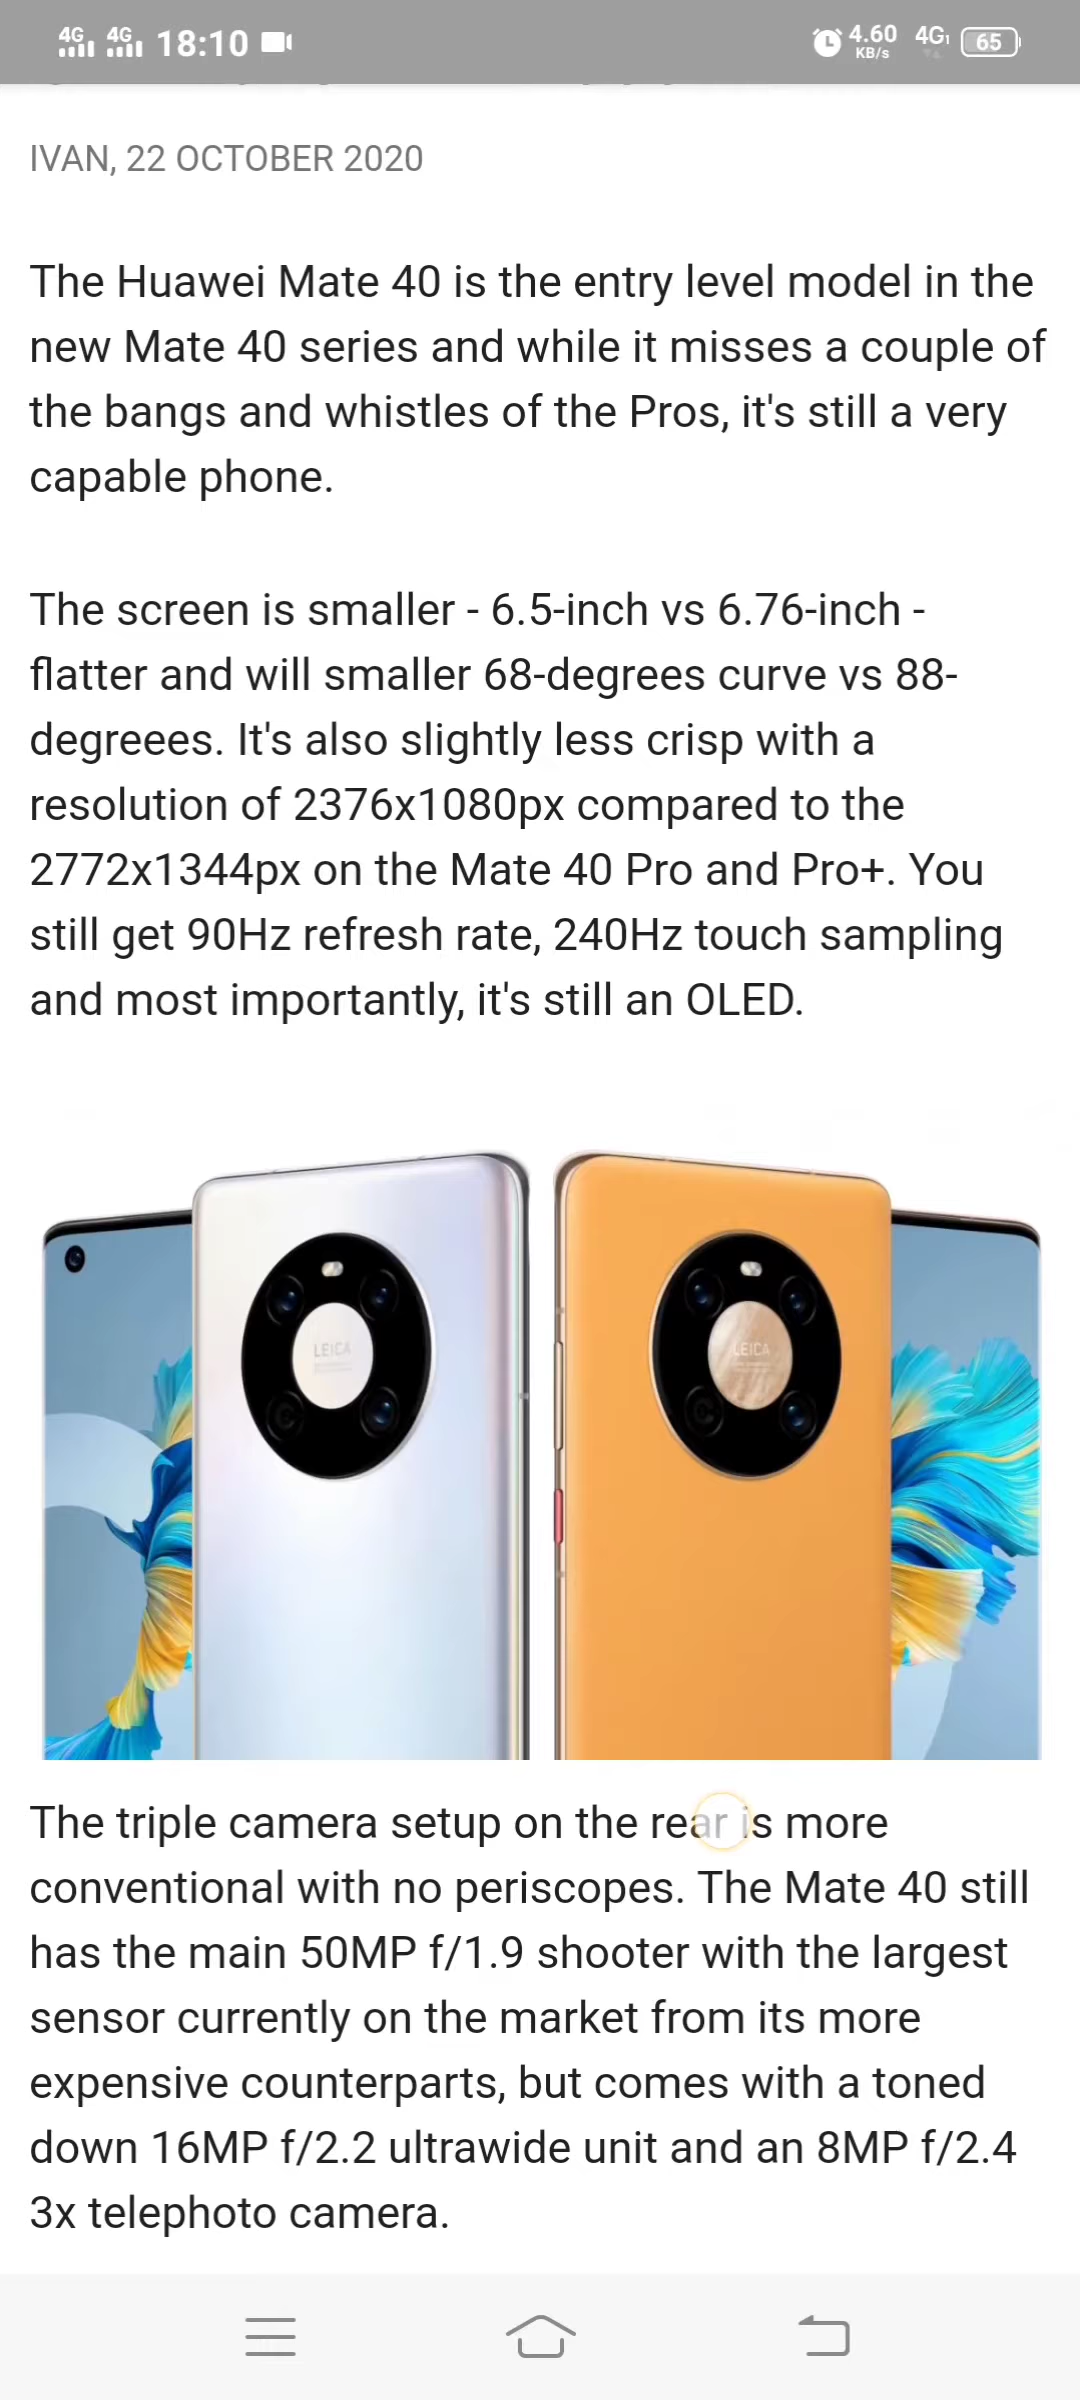 4G 4G 18:10 4.60 KB/s 4G 65
IVAN, 22 OCTOBER 2020
The Huawei Mate 40 is the entry level model in the
new Mate 40 series and while it misses a couple of
the bangs and whistles of the Pros, it's still a very
capable phone.
The screen is smaller - 6.5-inch vs 6.76-inch -
flatter and will smaller 68-degrees curve vs 88-
degreees. It's also slightly less crisp with a
resolution of 2376x1080px compared to the
2772x1344px on the Mate 40 Pro and Pro+. You
still get 90Hz refresh rate, 240Hz touch sampling
and most importantly, it's still an OLED.
LEICA
LEICA
The triple camera setup on the rear is more
conventional with no periscopes. The Mate 40 still
has the main 50MP f/1.9 shooter with the largest
sensor currently on the market from its more
expensive counterparts, but comes with a toned
down 16MP f/2.2 ultrawide unit and an 8MP f/2.4
3x telephoto camera.